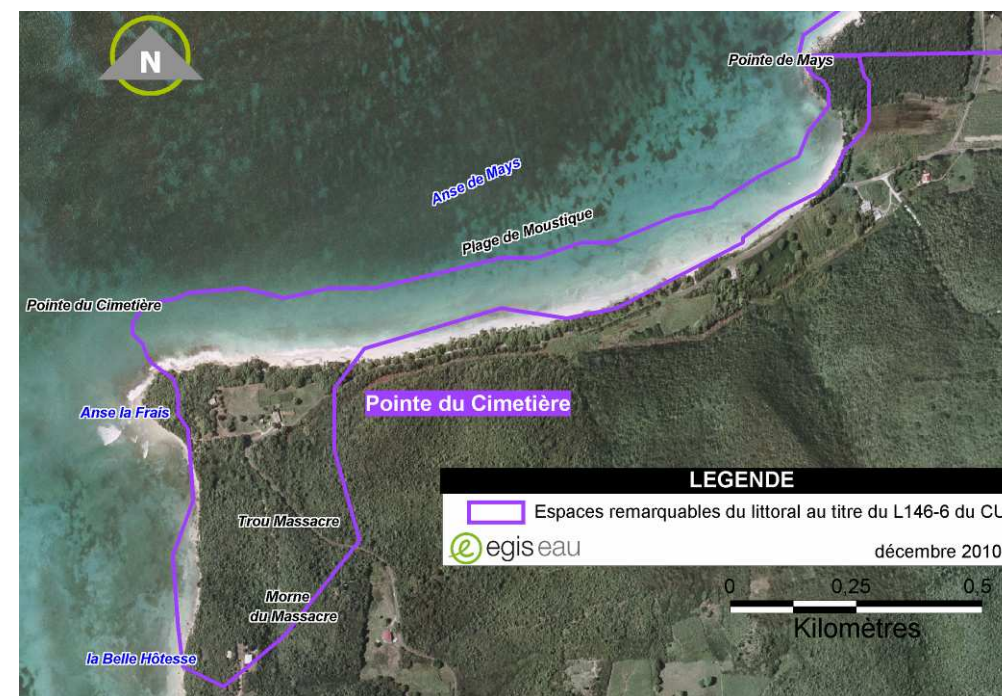 N
Pointe de Mays
Anse de Mays
Plage de Moustique
Pointe du Cimetière
Anse la Frais
Pointe du Cimetière
Trou Massacre
Morne
du Massacre
la Belle Hôtesse
LEGENDE
Espaces remarquables du littoral au titre du L146-6 du CU
egis eau
décembre 2010
0 0,25 0,5
Kilomètres